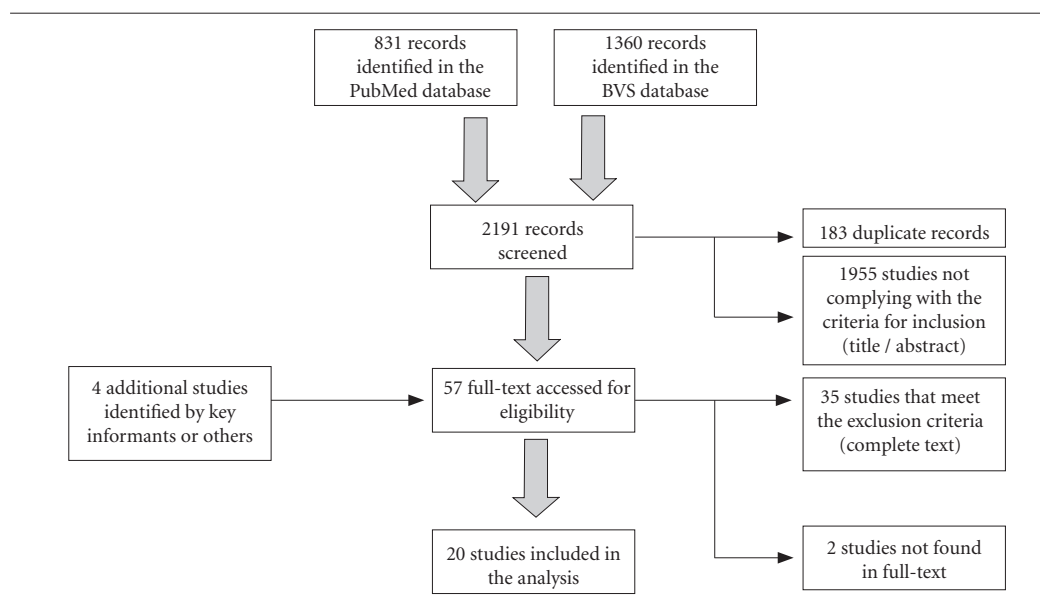 831 records
identified in the
PubMed database
1360 records
identified in the
BVS database
2191 records
screened
183 duplicate records
1955 studies not
complying with the
criteria for inclusion
(title / abstract)
4 additional studies
identified by key
informants or others
57 full-text accessed for
eligibility
35 studies that meet
the exclusion criteria
(complete text)
20 studies included in
the analysis
2 studies not found
in full-text